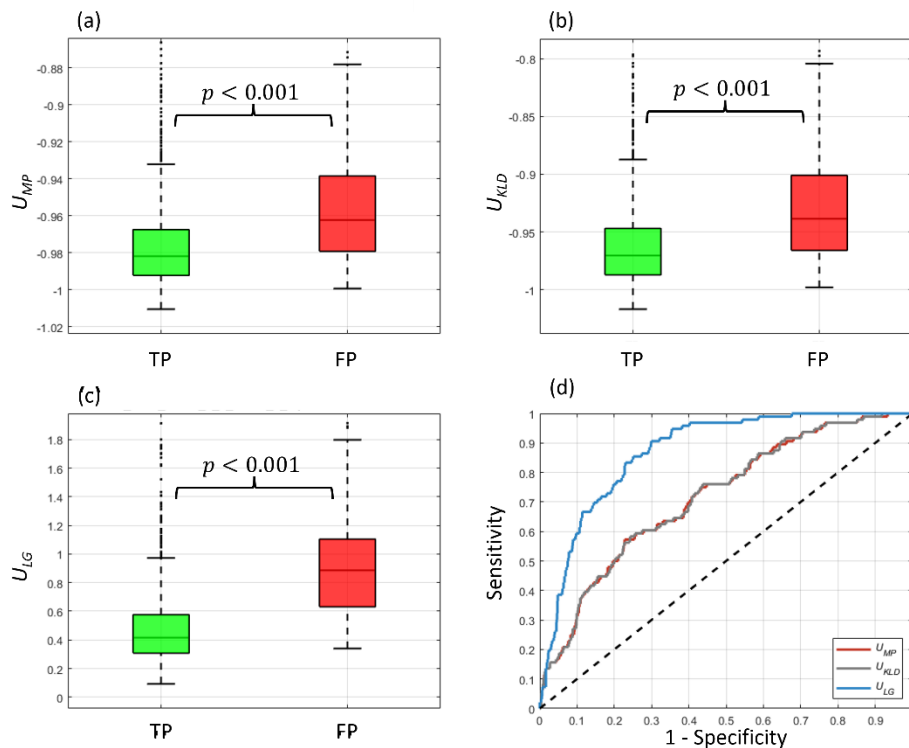 (a)
-0.88
-0.9
-0.92
-0.94
-0.96
-0.98
-1
-1.02
U_MP
p < 0.001
TP FP
(b)
-0.8
-0.85
-0.9
-0.95
-1
U_KLD
p < 0.001
TP FP
(c)
1.8
1.6
1.4
1.2
1
0.8
0.6
0.4
0.2
0
U_LG
p < 0.001
TP FP
(d)
1
0.9
0.8
0.7
0.6
0.5
0.4
0.3
0.2
0.1
0
Sensitivity
U_MP
U_KLD
U_LG
0 0.1 0.2 0.3 0.4 0.5 0.6 0.7 0.8 0.9
1 - Specificity